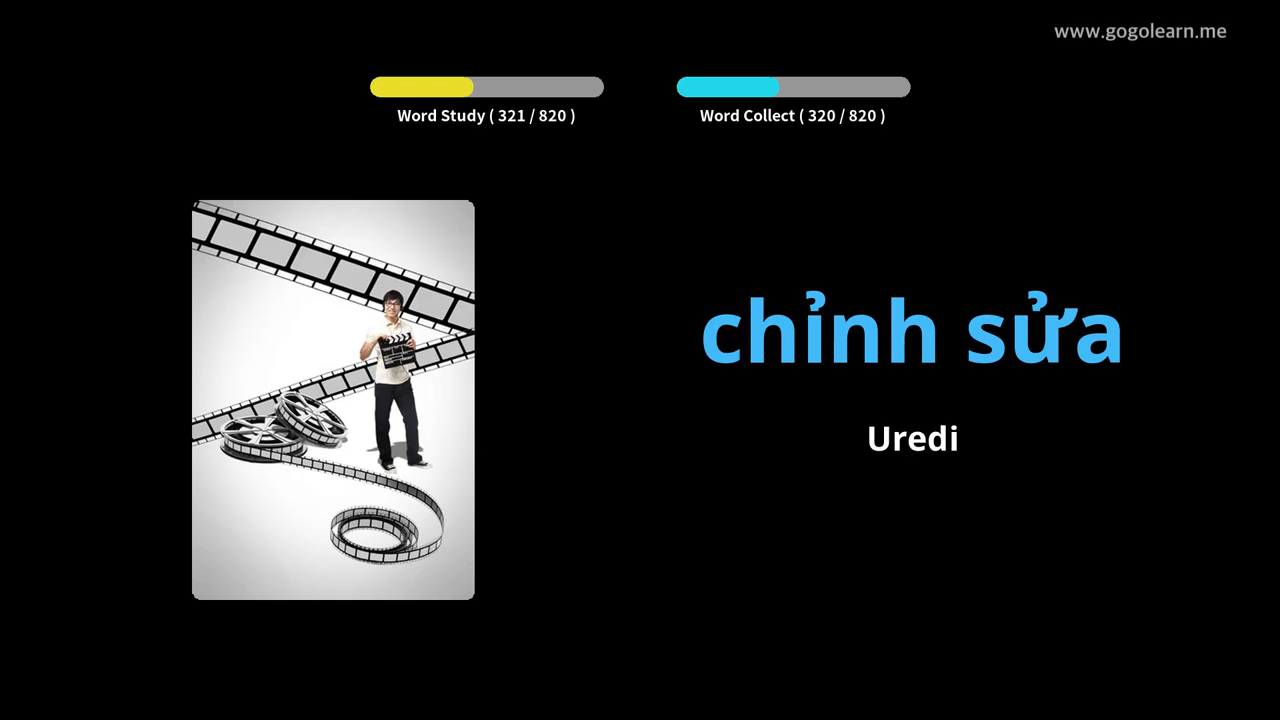 www.gogolearn.me
Word Study ( 321 / 820 )
Word Collect ( 320 / 820 )
chỉnh sửa
Uredi